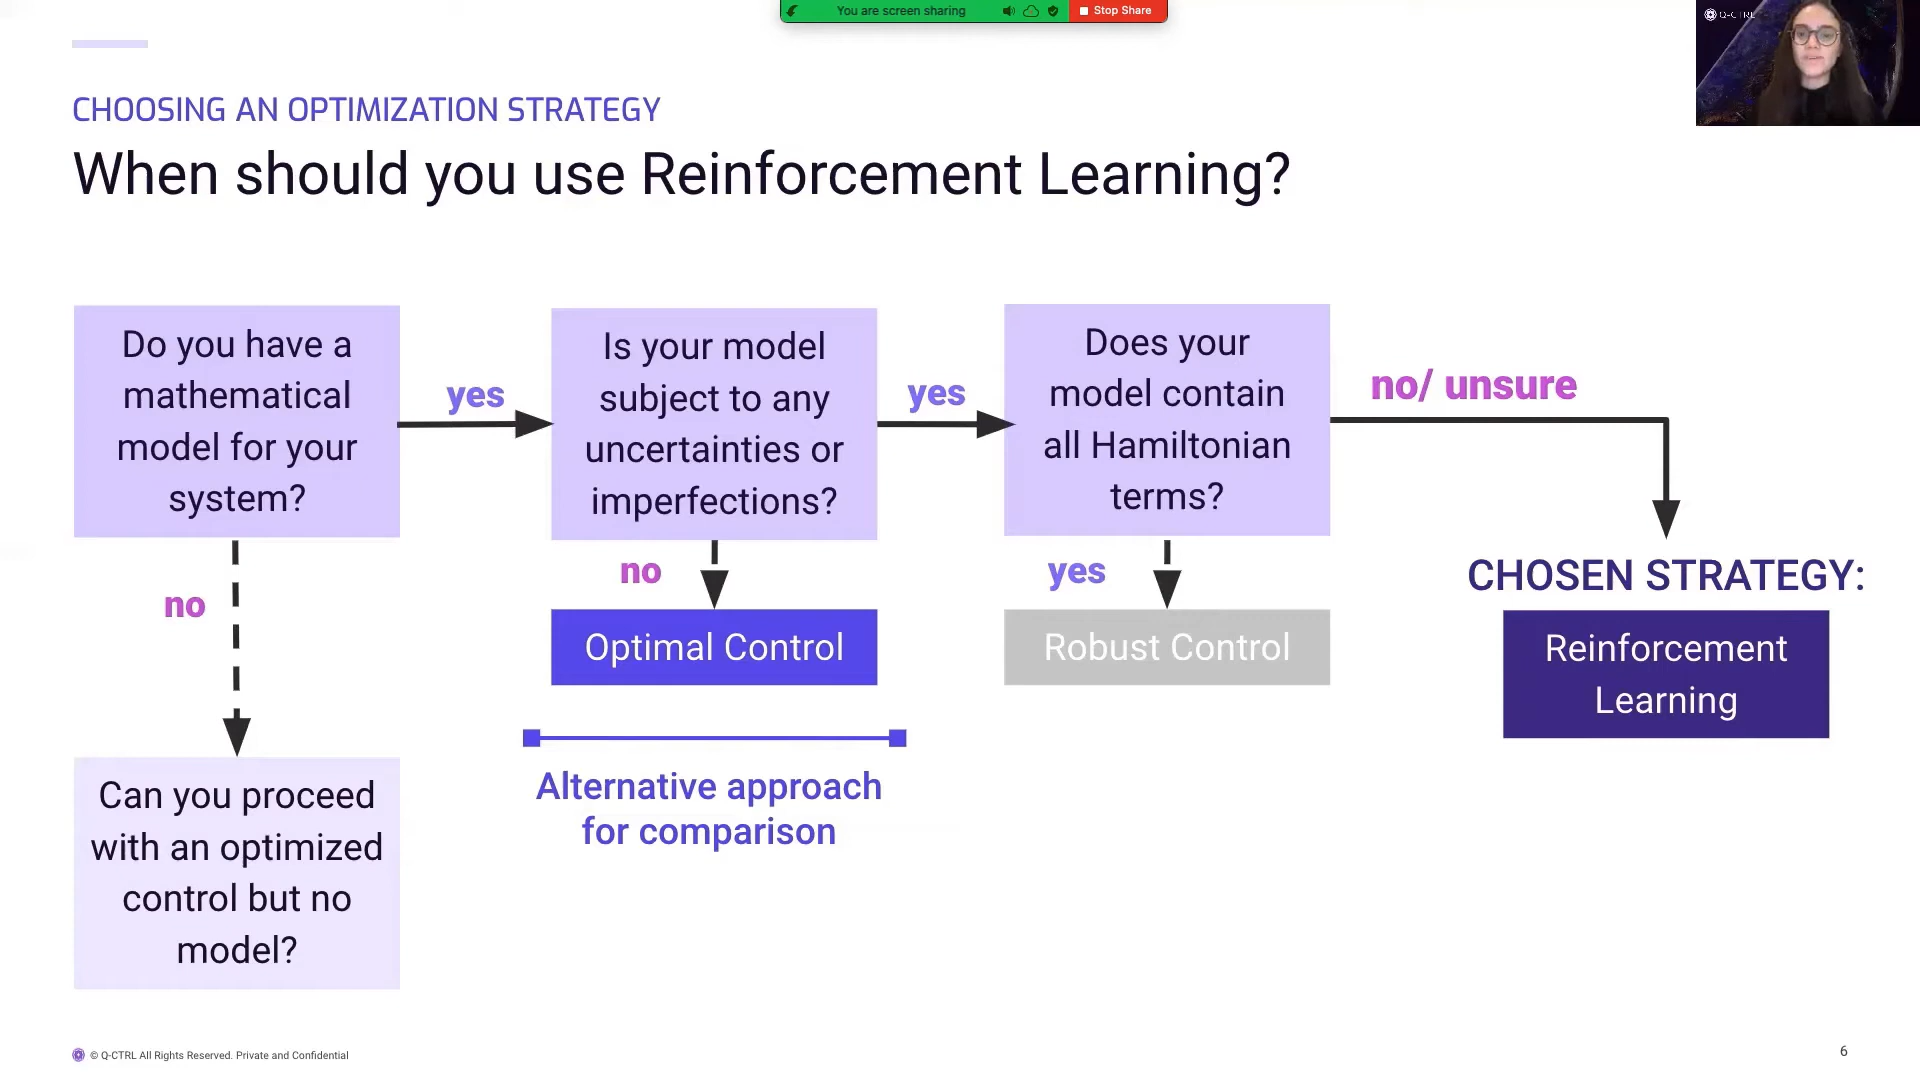 You are screen sharing
Stop Share
Q-CTRL
CHOOSING AN OPTIMIZATION STRATEGY
When should you use Reinforcement Learning?
Do you have a
mathematical
model for your
system?
yes
Is your model
subject to any
uncertainties or
imperfections?
yes
Does your
model contain
all Hamiltonian
terms?
no/ unsure
no
no
yes
CHOSEN STRATEGY:
Optimal Control
Robust Control
Reinforcement
Learning
Alternative approach
for comparison
Can you proceed
with an optimized
control but no
model?
© Q-CTRL All Rights Reserved. Private and Confidential
6